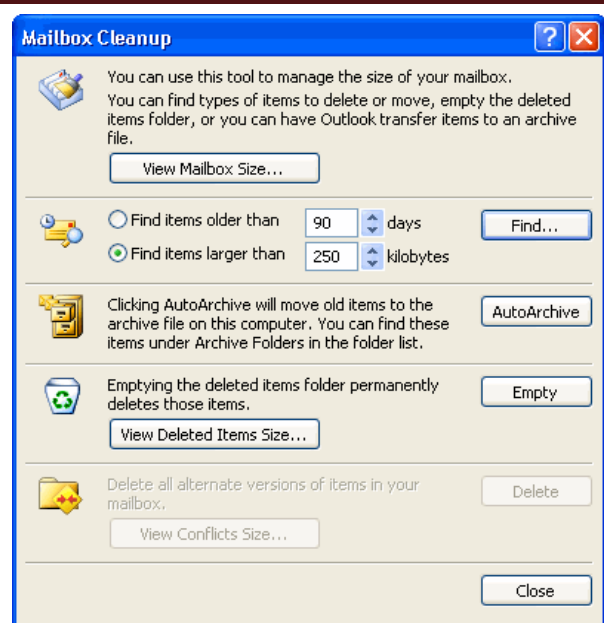 Mailbox Cleanup
You can use this tool to manage the size of your mailbox.
You can find types of items to delete or move, empty the deleted
items folder, or you can have Outlook transfer items to an archive
file.
View Mailbox Size...
Find items older than 90 days Find...
Find items larger than 250 kilobytes
Clicking AutoArchive will move old items to the AutoArchive
archive file on this computer. You can find these
items under Archive Folders in the folder list.
Emptying the deleted items folder permanently Empty
deletes those items.
View Deleted Items Size...
Delete all alternate versions of items in your Delete
mailbox.
View Conflicts Size...
Close